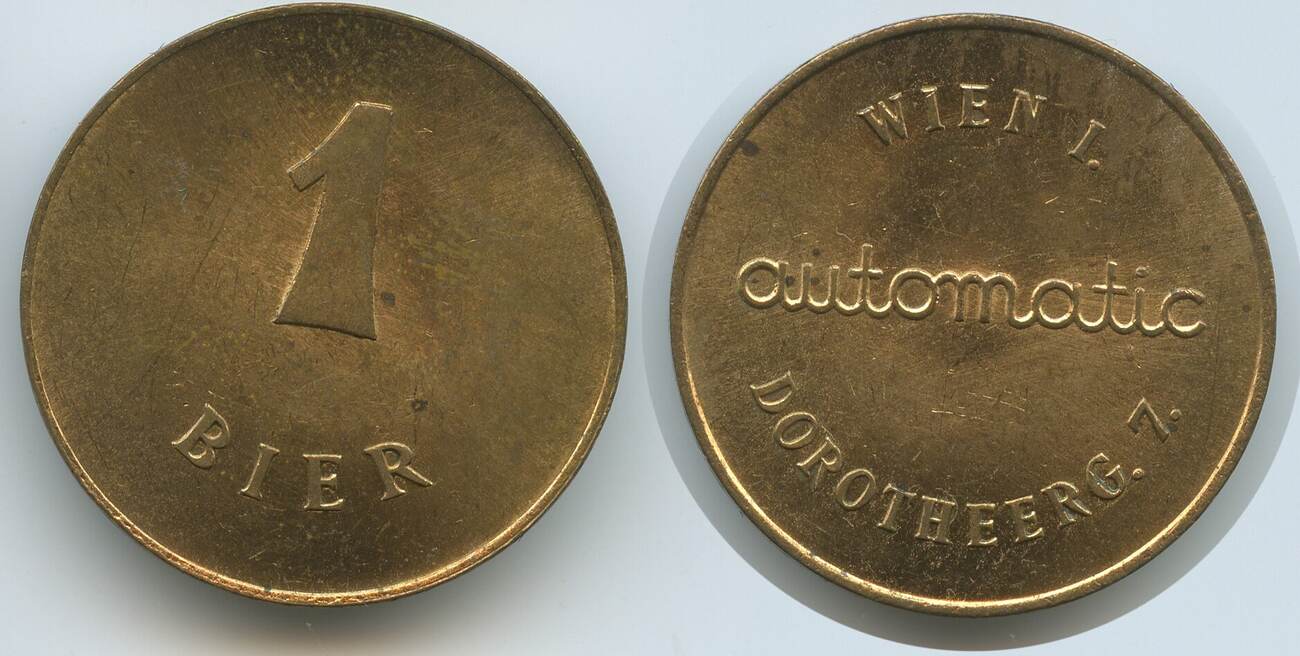 1
BIER
WIEN I.
automatic
DOROTHEERG. 7.